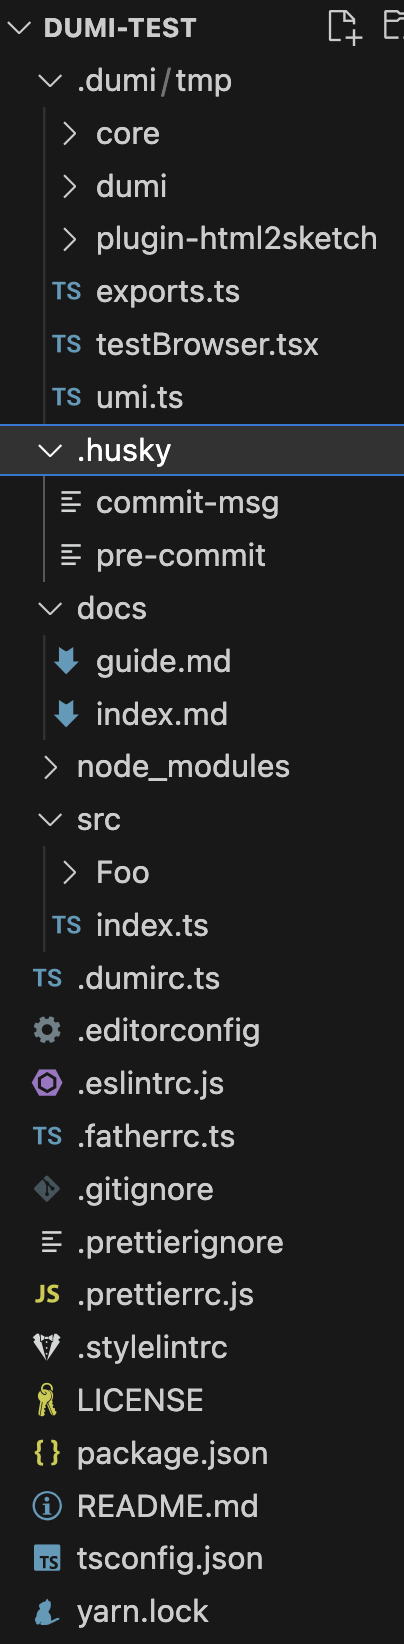 DUMI-TEST
.dumi/tmp
core
dumi
plugin-html2sketch
TS exports.ts
TS testBrowser.tsx
TS umi.ts
.husky
commit-msg
pre-commit
docs
guide.md
index.md
node_modules
src
Foo
TS index.ts
TS .dumirc.ts
.editorconfig
.eslintrc.js
TS .fatherrc.ts
.gitignore
.prettierignore
JS .prettierrc.js
.stylelintrc
LICENSE
{} package.json
README.md
TS tsconfig.json
yarn.lock